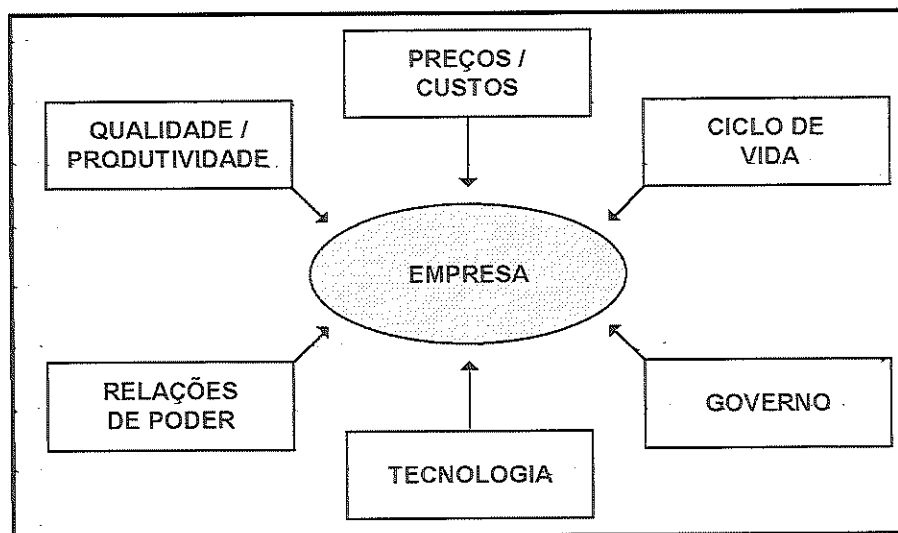 PREÇOS /
CUSTOS
QUALIDADE /
PRODUTIVIDADE
CICLO DE
VIDA
EMPRESA
RELAÇÕES
DE PODER
GOVERNO
TECNOLOGIA